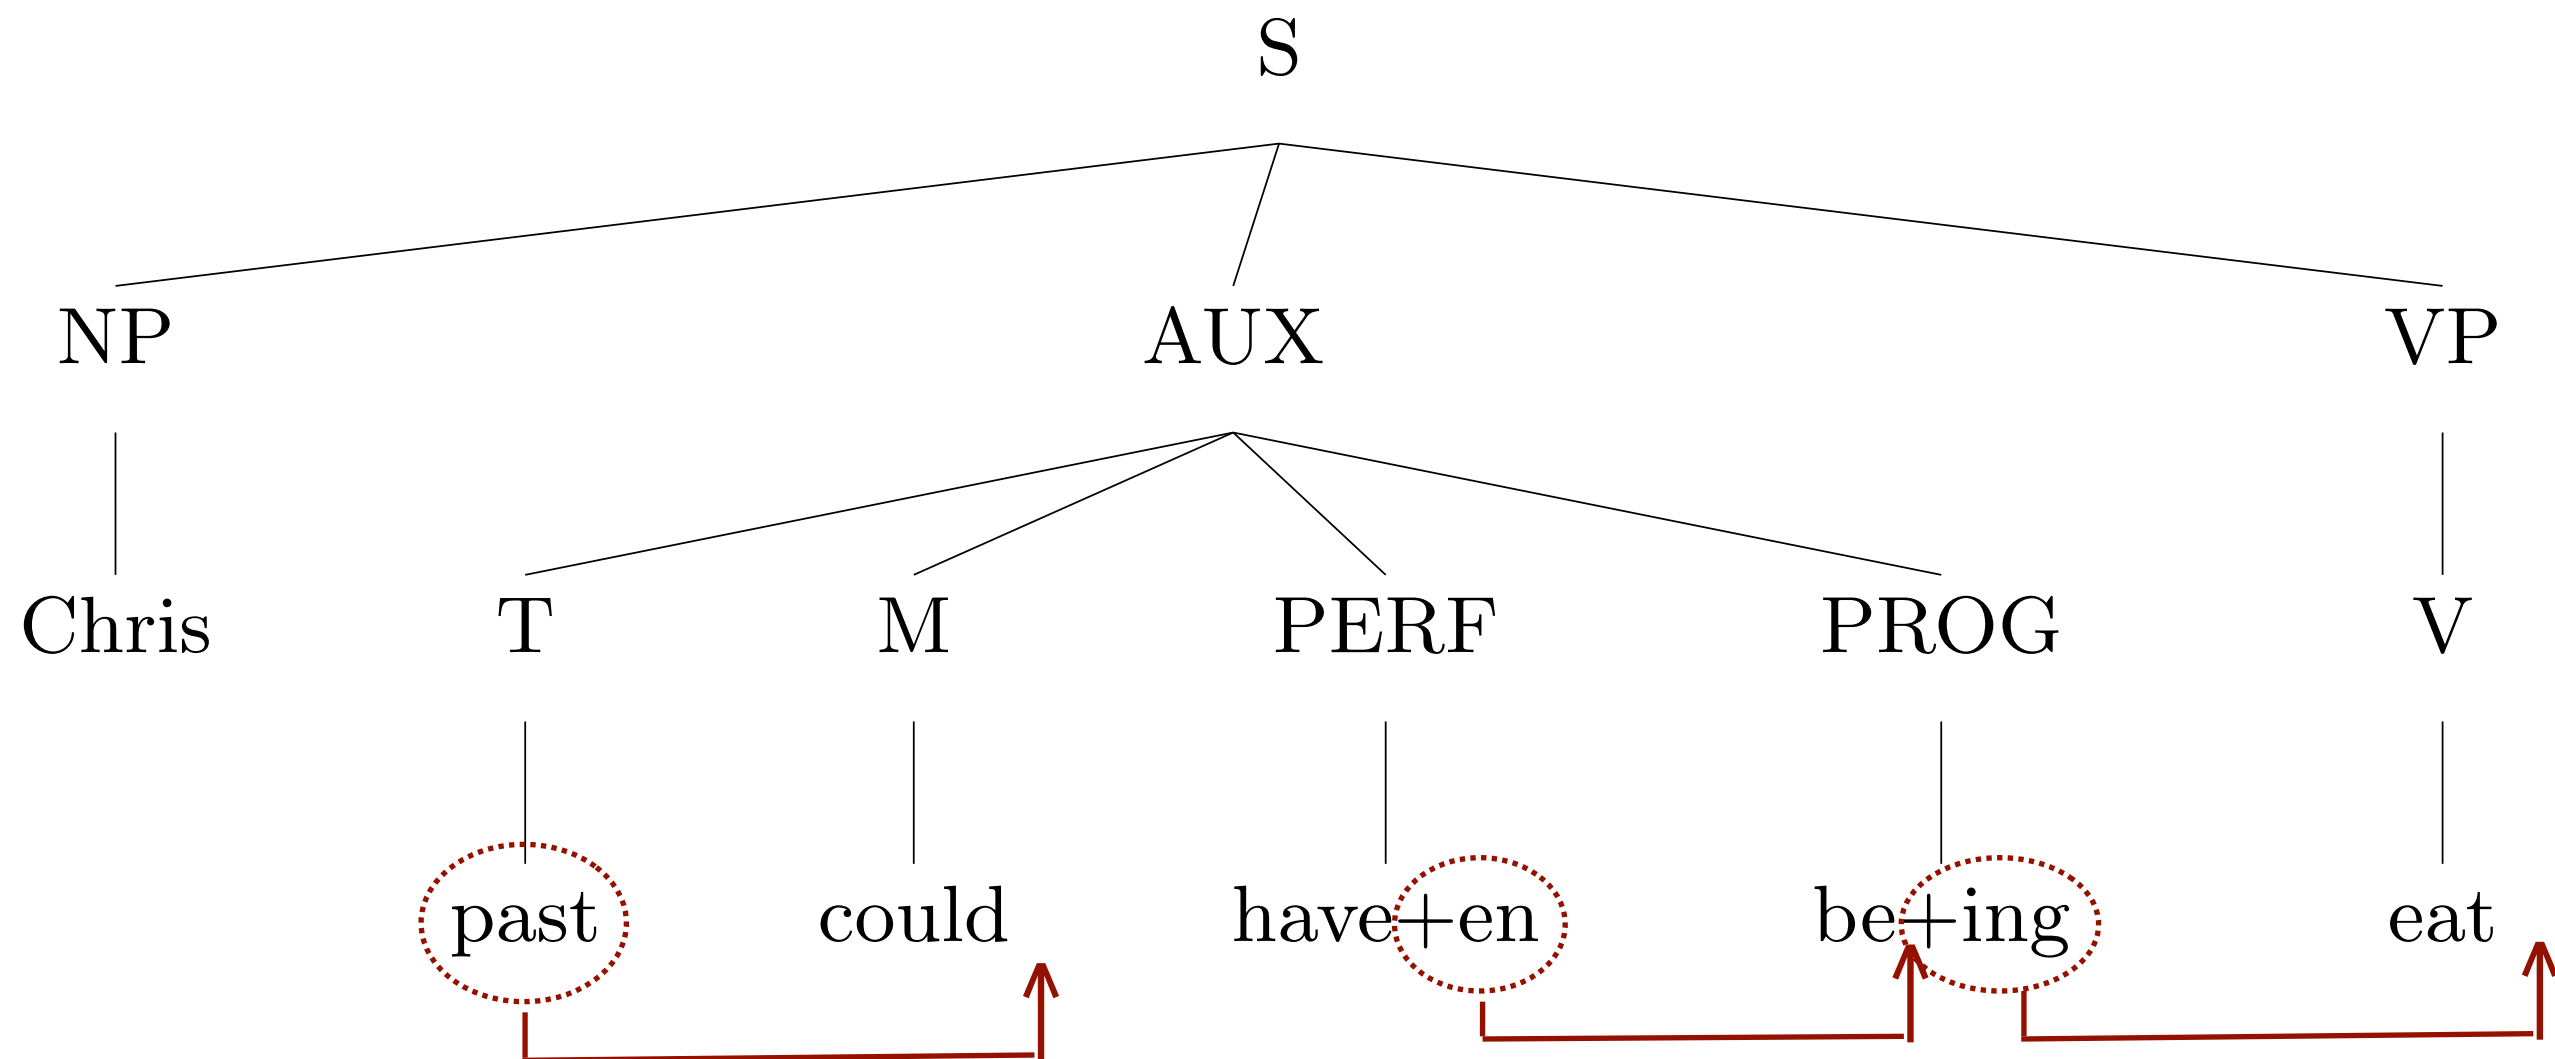 S
NP AUX VP
Chris T M PERF PROG V
past could have+en be+ing eat